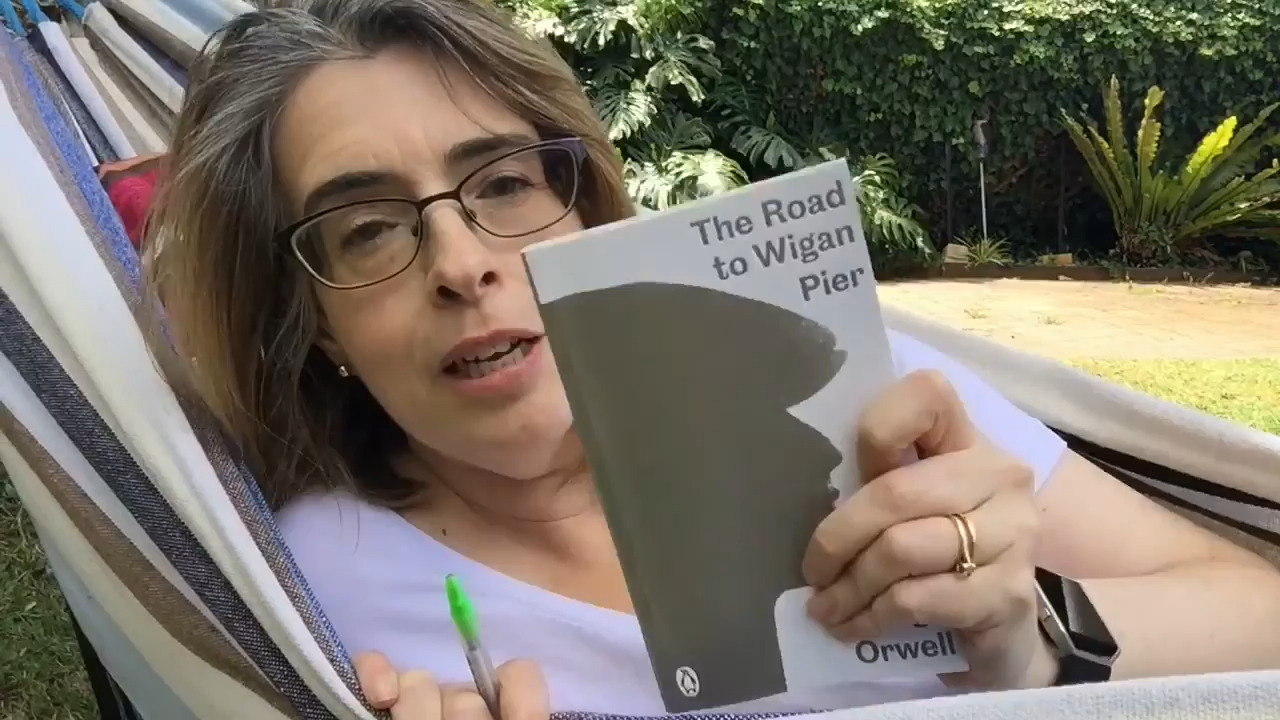 The Road
to Wigan
Pier
Orwell